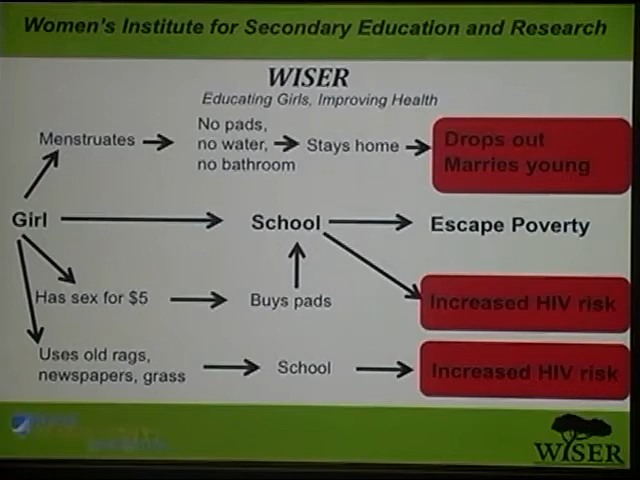 Women's Institute for Secondary Education and Research
WISER
Educating Girls, Improving Health
Menstruates
No pads,
no water,
no bathroom
Stays home
Drops out
Marries young
Girl
School
Escape Poverty
Has sex for $5
Buys pads
Increased HIV risk
Uses old rags,
newspapers, grass
School
Increased HIV risk
WISER